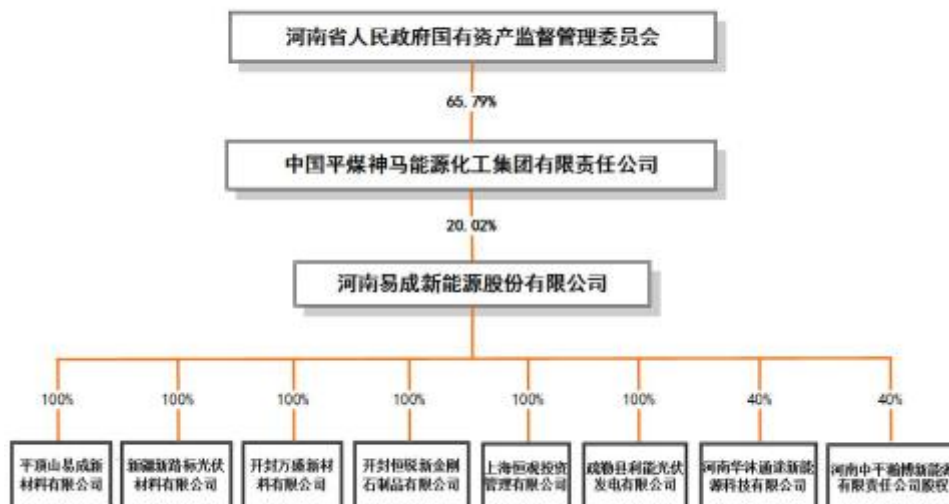 河南省人民政府国有资产监督管理委员会
65.79%
中国平煤神马能源化工集团有限责任公司
20.02%
河南易成新能源股份有限公司
100% 100% 100% 100% 100% 100% 40% 40%
平顶山易成新
材料有限公司
新疆新路标光伏
材料有限公司
开封万盛新材
料有限公司
开封恒锐新金刚
石制品有限公司
上海恒观投资
管理有限公司
疏勒县利能光伏
发电有限公司
河南华沐通途新能
源科技有限公司
河南中平瀚博新能源
有限责任公司股份